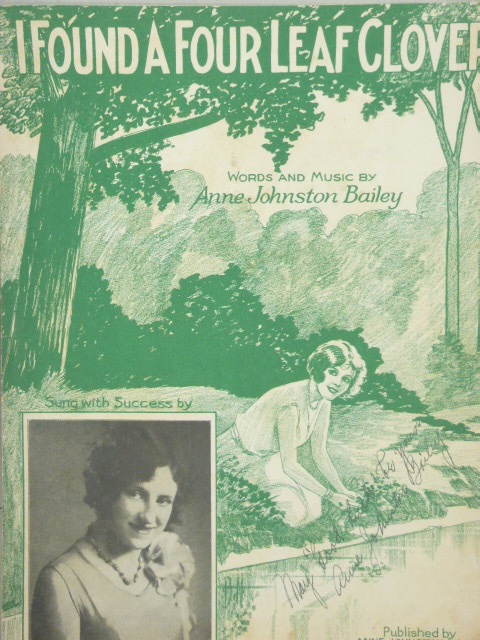 I FOUND A FOUR LEAF CLOVER
WORDS AND MUSIC BY
Anne Johnston Bailey
Sung with Success by
Anne Johnston Bailey
Published by